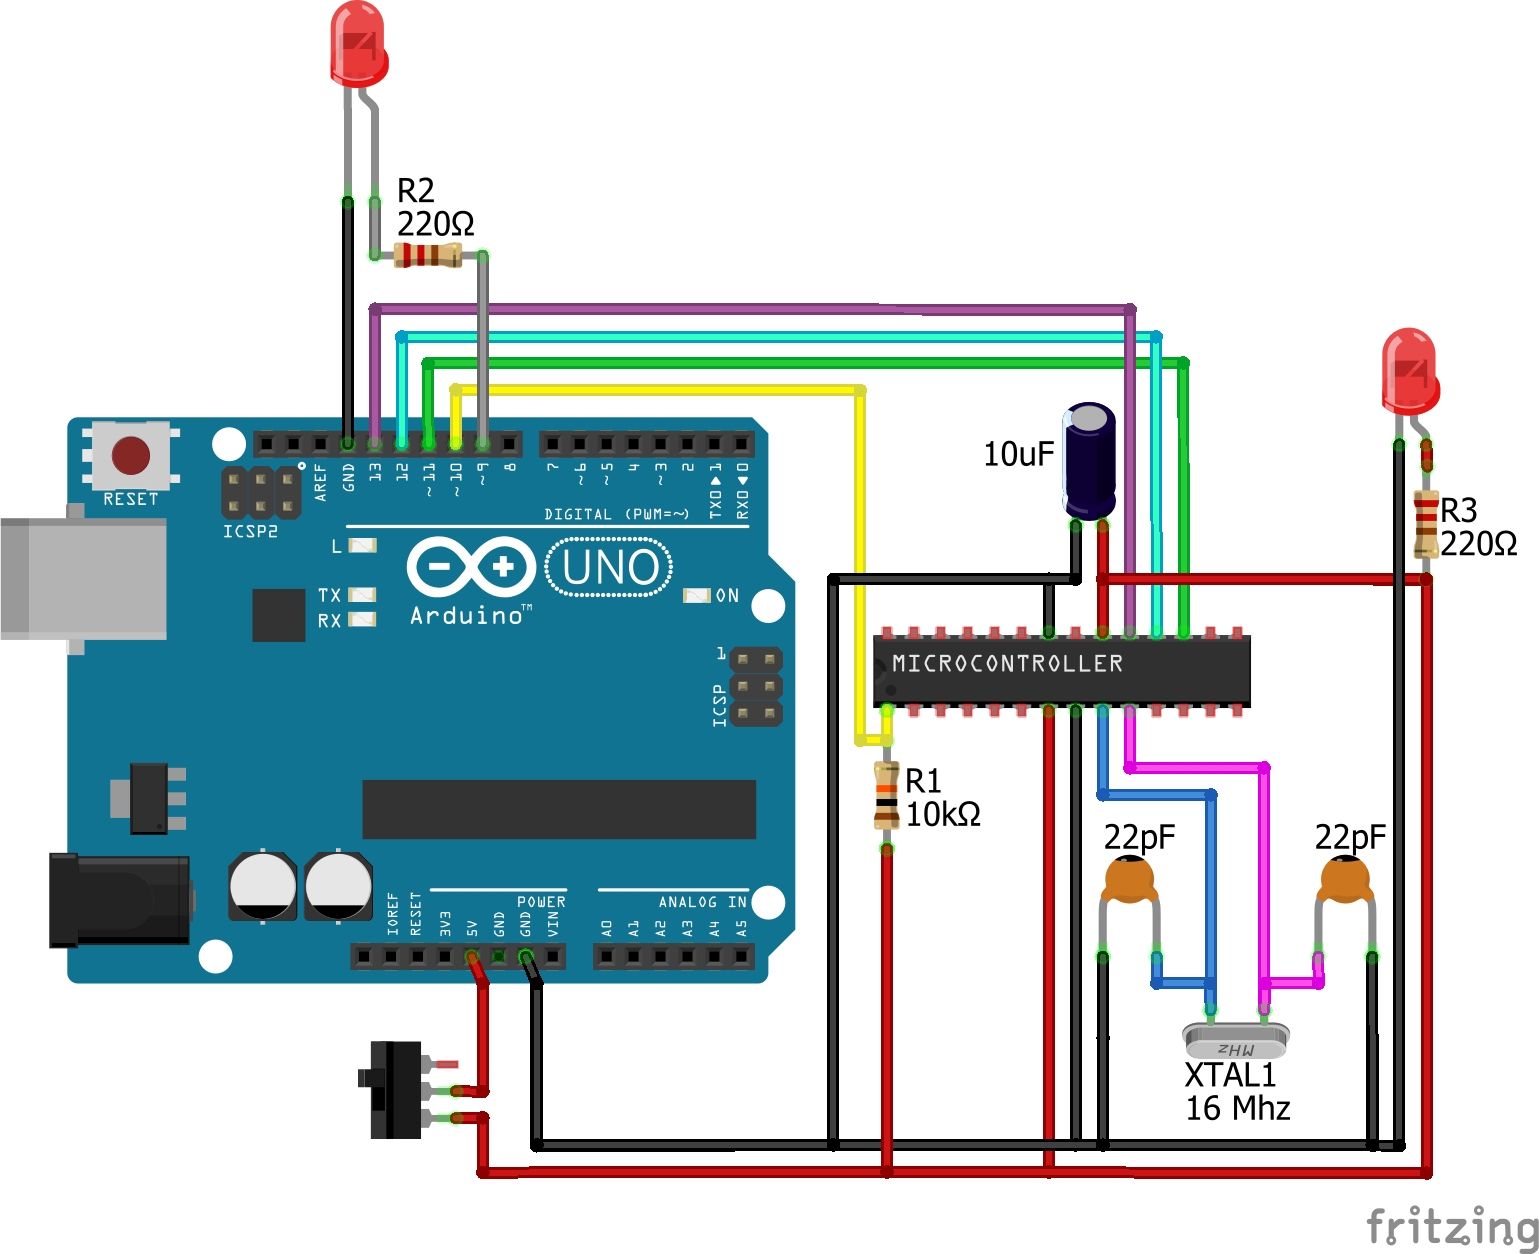 R2
220Ω
10uF
R3
220Ω
RESET
ICSP2
AREF
GND
13
12
~11
~10
~9
8
7
~6
~5
4
~3
2
TX0▶1
RX0◀0
DIGITAL (PWM=~)
L
TX
RX
UNO
Arduino™
ON
1
ICSP
MICROCONTROLLER
R1
10kΩ
22pF
22pF
IOREF
RESET
3V3
5V
GND
GND
VIN
POWER
ANALOG IN
A0
A1
A2
A3
A4
A5
MHz
XTAL1
16 Mhz
fritzing